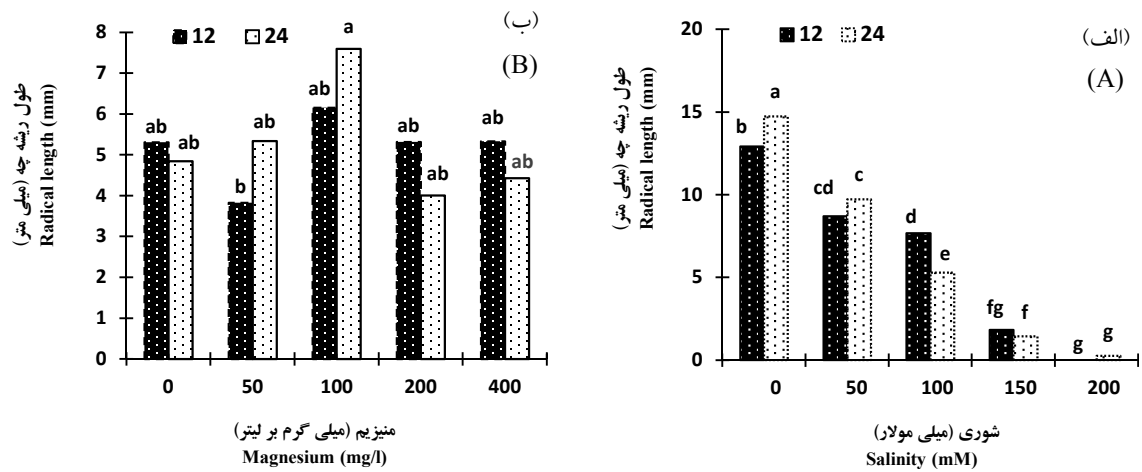 (الف)
(A)
12 24
20
15
10
5
0
طول ریشه چه (میلی متر)
Radical length (mm)
b a
cd c
d e
fg f
g g
0 50 100 150 200
شوری (میلی مولار)
Salinity (mM)
(ب)
(B)
12 24
8
7
6
5
4
3
2
1
0
طول ریشه چه (میلی متر)
Radical length (mm)
ab ab
b ab
ab a
ab ab
ab ab
0 50 100 200 400
منیزیم (میلی گرم بر لیتر)
Magnesium (mg/l)